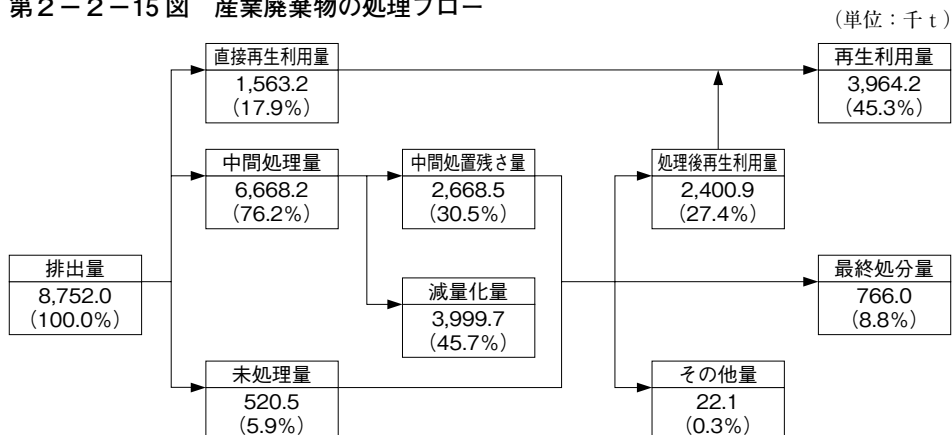 第2－2－15図 産業廃棄物の処理フロー
（単位：千ｔ）
直接再生利用量
1,563.2
（17.9%）
再生利用量
3,964.2
（45.3%）
中間処理量
6,668.2
（76.2%）
中間処置残さ量
2,668.5
（30.5%）
処理後再生利用量
2,400.9
（27.4%）
排出量
8,752.0
（100.0%）
減量化量
3,999.7
（45.7%）
最終処分量
766.0
（8.8%）
未処理量
520.5
（5.9%）
その他量
22.1
（0.3%）